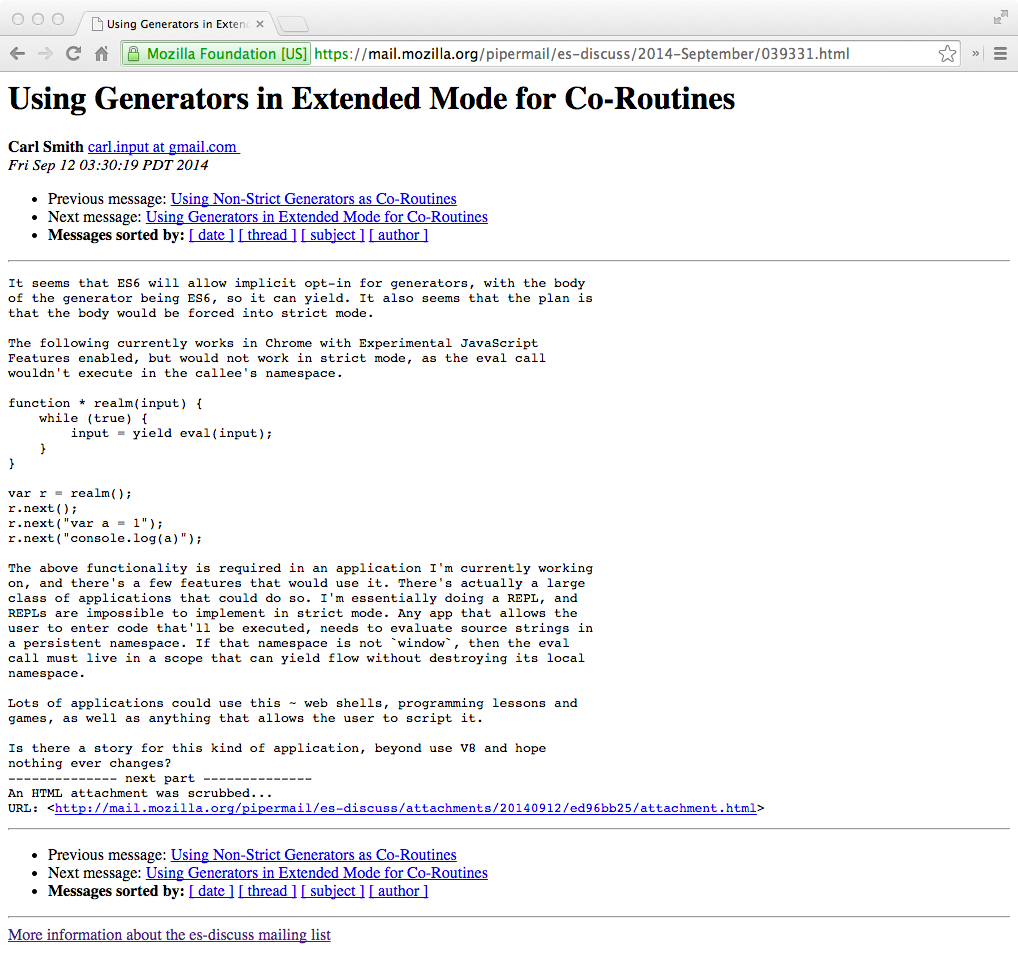 Using Generators in Exten
Mozilla Foundation [US] https://mail.mozilla.org/pipermail/es-discuss/2014-September/039331.html
Using Generators in Extended Mode for Co-Routines
Carl Smith carl.input at gmail.com
Fri Sep 12 03:30:19 PDT 2014
• Previous message: Using Non-Strict Generators as Co-Routines
• Next message: Using Generators in Extended Mode for Co-Routines
• Messages sorted by: [ date ] [ thread ] [ subject ] [ author ]
It seems that ES6 will allow implicit opt-in for generators, with the body
of the generator being ES6, so it can yield. It also seems that the plan is
that the body would be forced into strict mode.
The following currently works in Chrome with Experimental JavaScript
Features enabled, but would not work in strict mode, as the eval call
wouldn't execute in the callee's namespace.
function * realm(input) {
    while (true) {
        input = yield eval(input);
    }
}
var r = realm();
r.next();
r.next("var a = 1");
r.next("console.log(a)");
The above functionality is required in an application I'm currently working
on, and there's a few features that would use it. There's actually a large
class of applications that could do so. I'm essentially doing a REPL, and
REPLs are impossible to implement in strict mode. Any app that allows the
user to enter code that'll be executed, needs to evaluate source strings in
a persistent namespace. If that namespace is not `window`, then the eval
call must live in a scope that can yield flow without destroying its local
namespace.
Lots of applications could use this ~ web shells, programming lessons and
games, as well as anything that allows the user to script it.
Is there a story for this kind of application, beyond use V8 and hope
nothing ever changes?
-------------- next part --------------
An HTML attachment was scrubbed...
URL: <http://mail.mozilla.org/pipermail/es-discuss/attachments/20140912/ed96bb25/attachment.html>
• Previous message: Using Non-Strict Generators as Co-Routines
• Next message: Using Generators in Extended Mode for Co-Routines
• Messages sorted by: [ date ] [ thread ] [ subject ] [ author ]
More information about the es-discuss mailing list